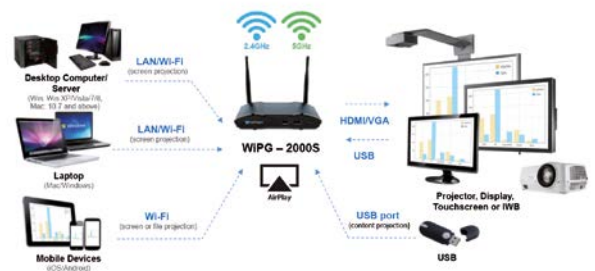 2.4GHz
5GHz
Desktop Computer/
Server
(Win: Win XP/Vista/7/8,
Mac: 10.7 and above)
LAN/Wi-Fi
(screen projection)
Laptop
(Mac/Windows)
LAN/Wi-Fi
(screen projection)
Mobile Devices
(iOS/Android)
Wi-Fi
(screen or file projection)
WiPG – 2000S
AirPlay
HDMI/VGA
USB
Projector, Display,
Touchscreen or IWB
USB port
(content projection)
USB